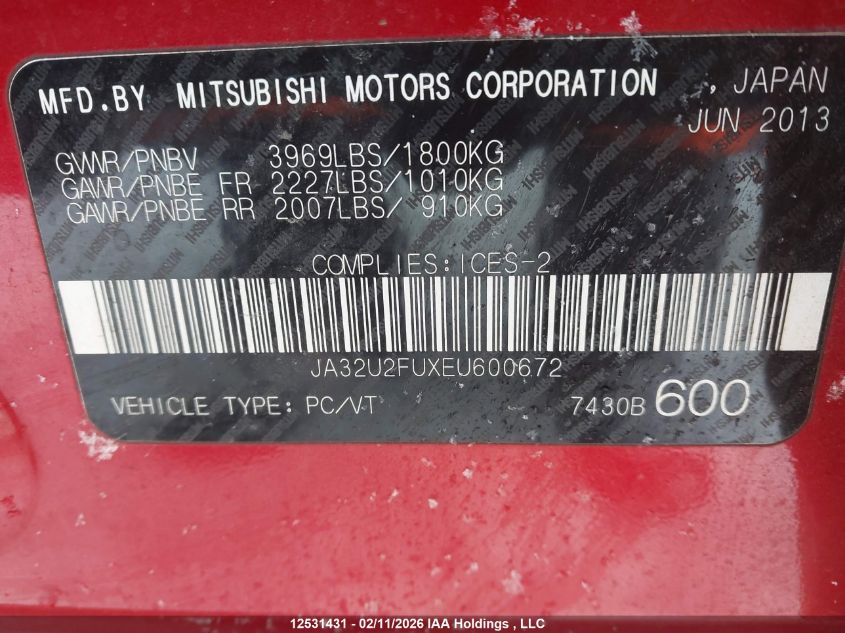 MFD.BY MITSUBISHI MOTORS CORPORATION , JAPAN
JUN 2013
GVWR/PNBV 3969LBS/1800KG
GAWR/PNBE FR 2227LBS/1010KG
GAWR/PNBE RR 2007LBS/ 910KG
COMPLIES:ICES-2
JA32U2FUXEU600672
VEHICLE TYPE: PC/VT 7430B 600
12531431 - 02/11/2026 IAA Holdings , LLC